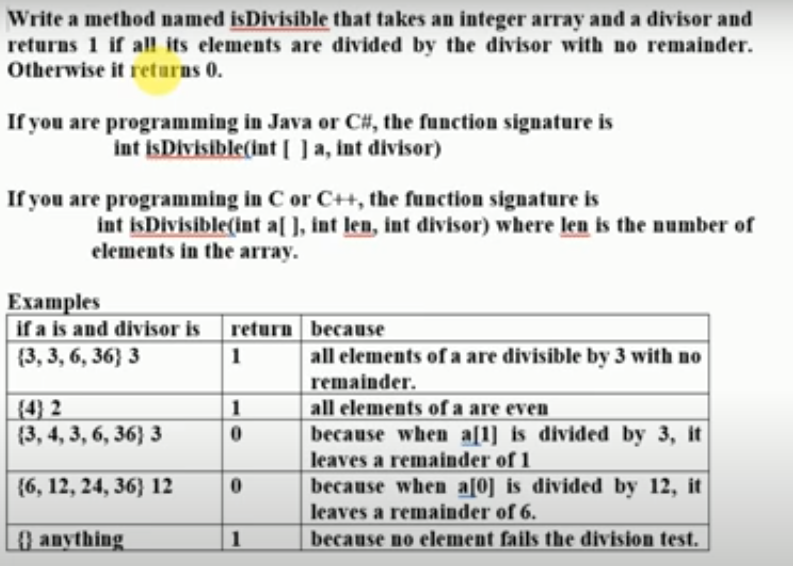 Write a method named isDivisible that takes an integer array and a divisor and
returns 1 if all its elements are divided by the divisor with no remainder.
Otherwise it returns 0.
If you are programming in Java or C#, the function signature is
int isDivisible(int [ ] a, int divisor)
If you are programming in C or C++, the function signature is
int isDivisible(int a[ ], int len, int divisor) where len is the number of
elements in the array.
Examples
if a is and divisor is return because
{3, 3, 6, 36} 3 1 all elements of a are divisible by 3 with no
remainder.
{4} 2 1 all elements of a are even
{3, 4, 3, 6, 36} 3 0 because when a[1] is divided by 3, it
leaves a remainder of 1
{6, 12, 24, 36} 12 0 because when a[0] is divided by 12, it
leaves a remainder of 6.
{} anything 1 because no element fails the division test.